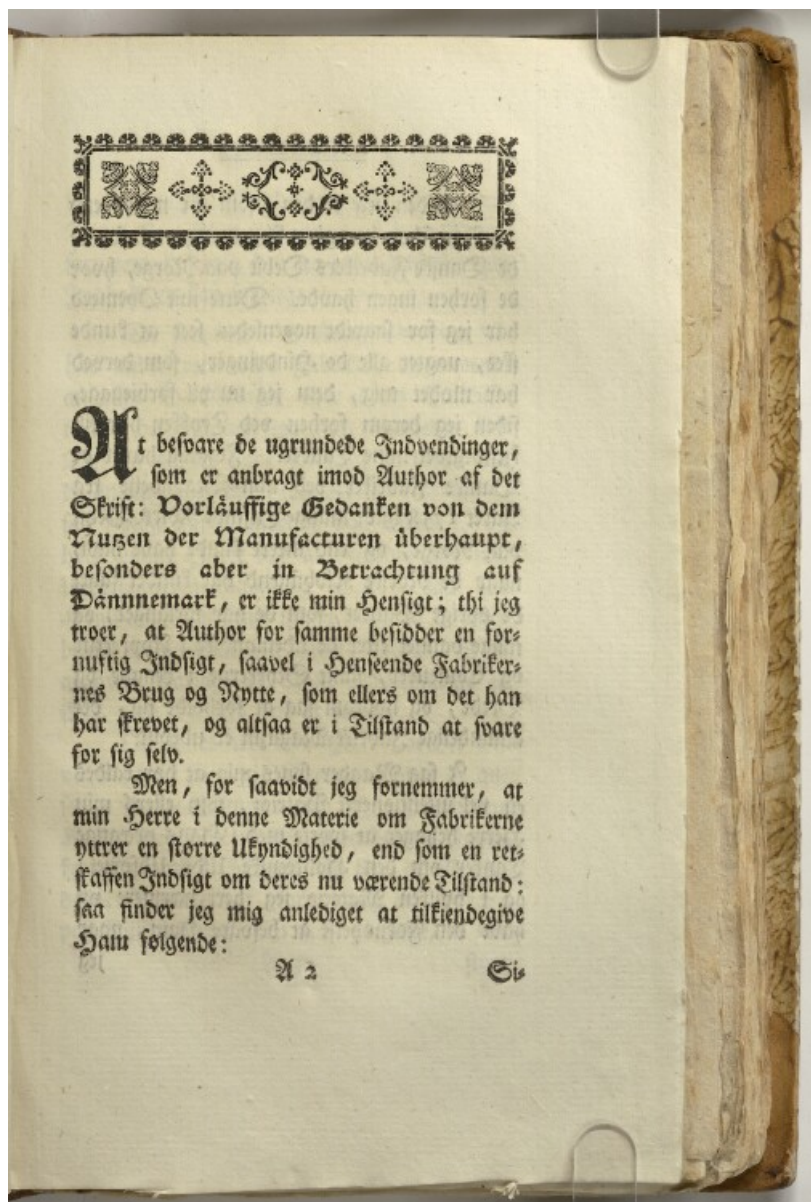 At besvare de ugrundede Indvendinger,
som er anbragt imod Author af det
Skrift: Vorläuffige Gedanken von dem
Nutzen der Manufacturen überhaupt,
besonders aber in Betrachtung auf
Dännnemark, er ikke min Hensigt; thi jeg
troer, at Author for samme besidder en for-
nuftig Indsigt, saavel i Henseende Fabriker-
nes Brug og Nytte, som ellers om det han
har skrevet, og altsaa er i Tilstand at svare
for sig selv.
Men, for saavidt jeg fornemmer, at
min Herre i denne Materie om Fabrikerne
yttrer en større Ukyndighed, end som en ret-
skaffen Indsigt om deres nu værende Tilstand:
saa finder jeg mig anlediget at tilkiendegive
Ham følgende:
A 2 Si-